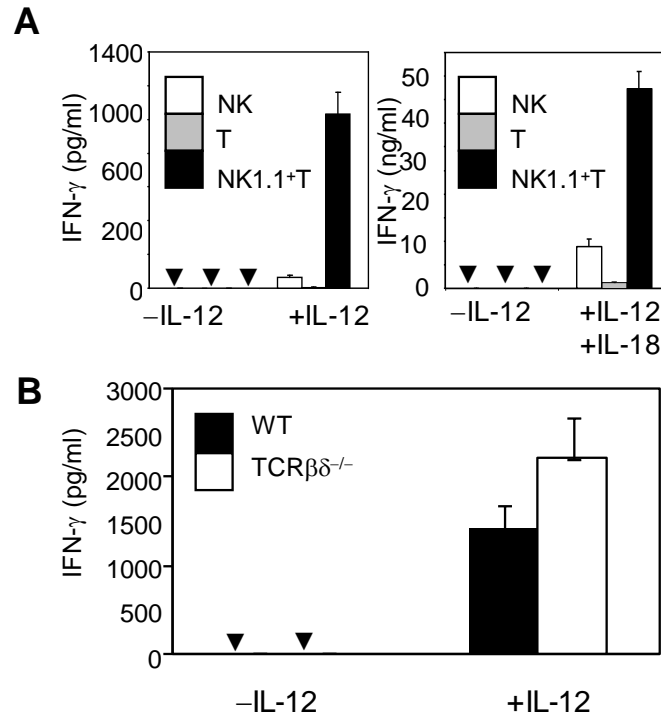 A
1400
1000
600
200
0
IFN-γ (pg/ml)
NK
T
NK1.1⁺T
–IL-12
+IL-12
50
40
30
20
10
0
IFN-γ (ng/ml)
NK
T
NK1.1⁺T
–IL-12
+IL-12
+IL-18
B
3000
2500
2000
1500
1000
500
0
IFN-γ (pg/ml)
WT
TCRβδ⁻/⁻
–IL-12
+IL-12